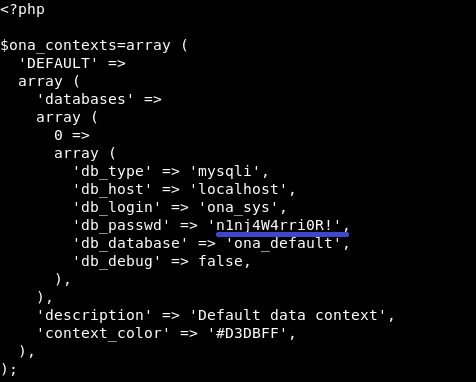 <?php
$ona_contexts=array (
'DEFAULT' =>
array (
'databases' =>
array (
0 =>
array (
'db_type' => 'mysqli',
'db_host' => 'localhost',
'db_login' => 'ona_sys',
'db_passwd' => 'n1nj4W4rri0R!',
'db_database' => 'ona_default',
'db_debug' => false,
),
),
'description' => 'Default data context',
'context_color' => '#D3DBFF',
),
);